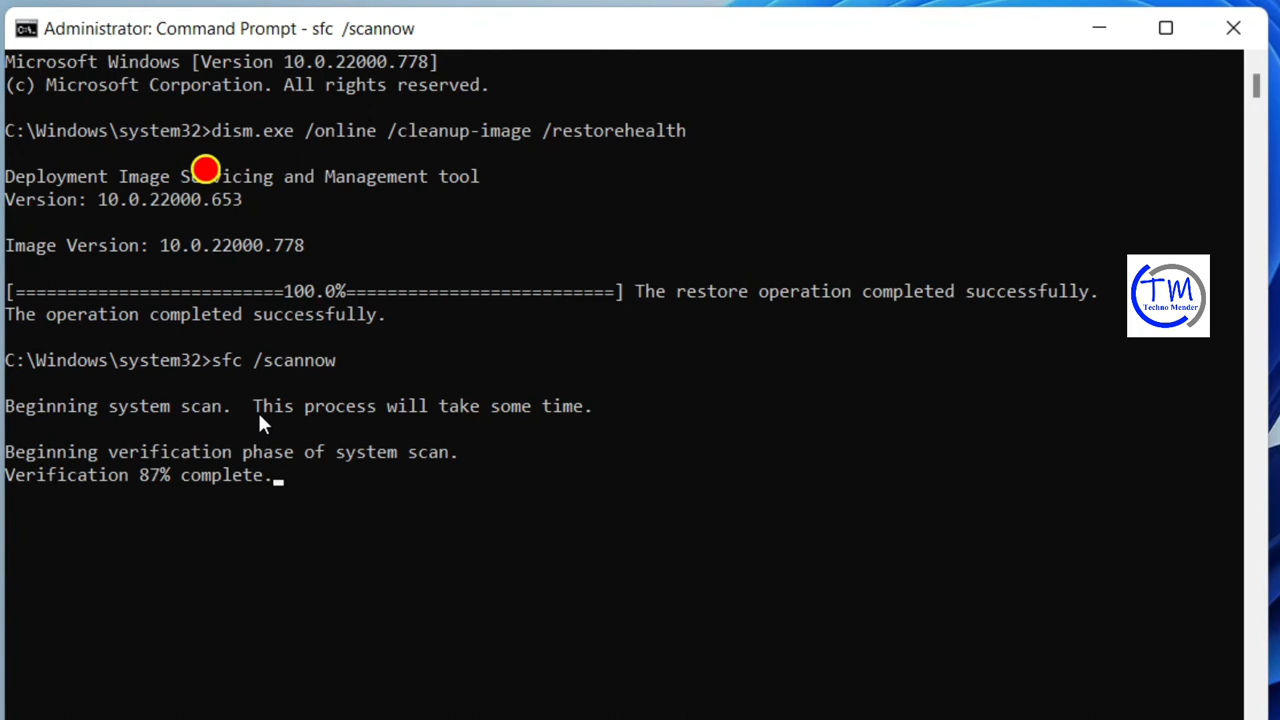 Administrator: Command Prompt - sfc  /scannow
Microsoft Windows [Version 10.0.22000.778]
(c) Microsoft Corporation. All rights reserved.
C:\Windows\system32>dism.exe /online /cleanup-image /restorehealth
Deployment Image Servicing and Management tool
Version: 10.0.22000.653
Image Version: 10.0.22000.778
[==========================100.0%==========================] The restore operation completed successfully.
The operation completed successfully.
C:\Windows\system32>sfc /scannow
Beginning system scan.  This process will take some time.
Beginning verification phase of system scan.
Verification 87% complete.
TM
Techno Mender